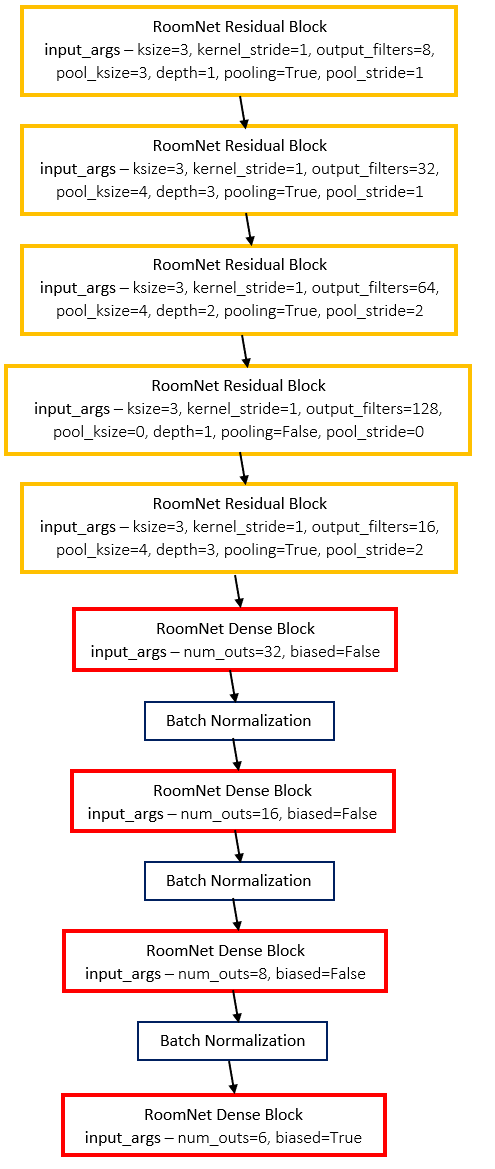 RoomNet Residual Block
input_args – ksize=3, kernel_stride=1, output_filters=8,
pool_ksize=3, depth=1, pooling=True, pool_stride=1
RoomNet Residual Block
input_args – ksize=3, kernel_stride=1, output_filters=32,
pool_ksize=4, depth=3, pooling=True, pool_stride=1
RoomNet Residual Block
input_args – ksize=3, kernel_stride=1, output_filters=64,
pool_ksize=4, depth=2, pooling=True, pool_stride=2
RoomNet Residual Block
input_args – ksize=3, kernel_stride=1, output_filters=128,
pool_ksize=0, depth=1, pooling=False, pool_stride=0
RoomNet Residual Block
input_args – ksize=3, kernel_stride=1, output_filters=16,
pool_ksize=4, depth=3, pooling=True, pool_stride=2
RoomNet Dense Block
input_args – num_outs=32, biased=False
Batch Normalization
RoomNet Dense Block
input_args – num_outs=16, biased=False
Batch Normalization
RoomNet Dense Block
input_args – num_outs=8, biased=False
Batch Normalization
RoomNet Dense Block
input_args – num_outs=6, biased=True